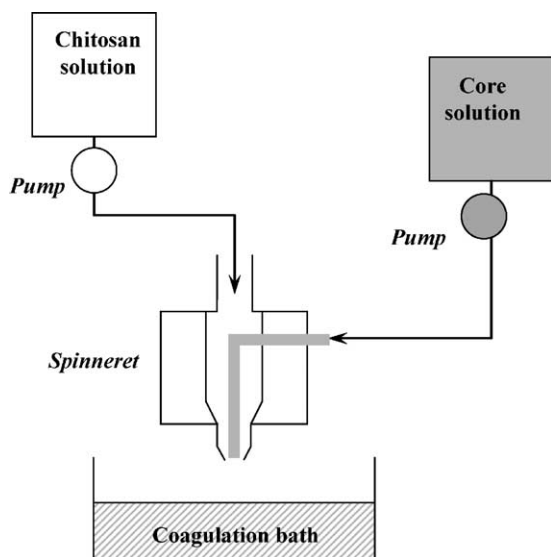 Chitosan
solution
Core
solution
Pump
Pump
Spinneret
Coagulation bath